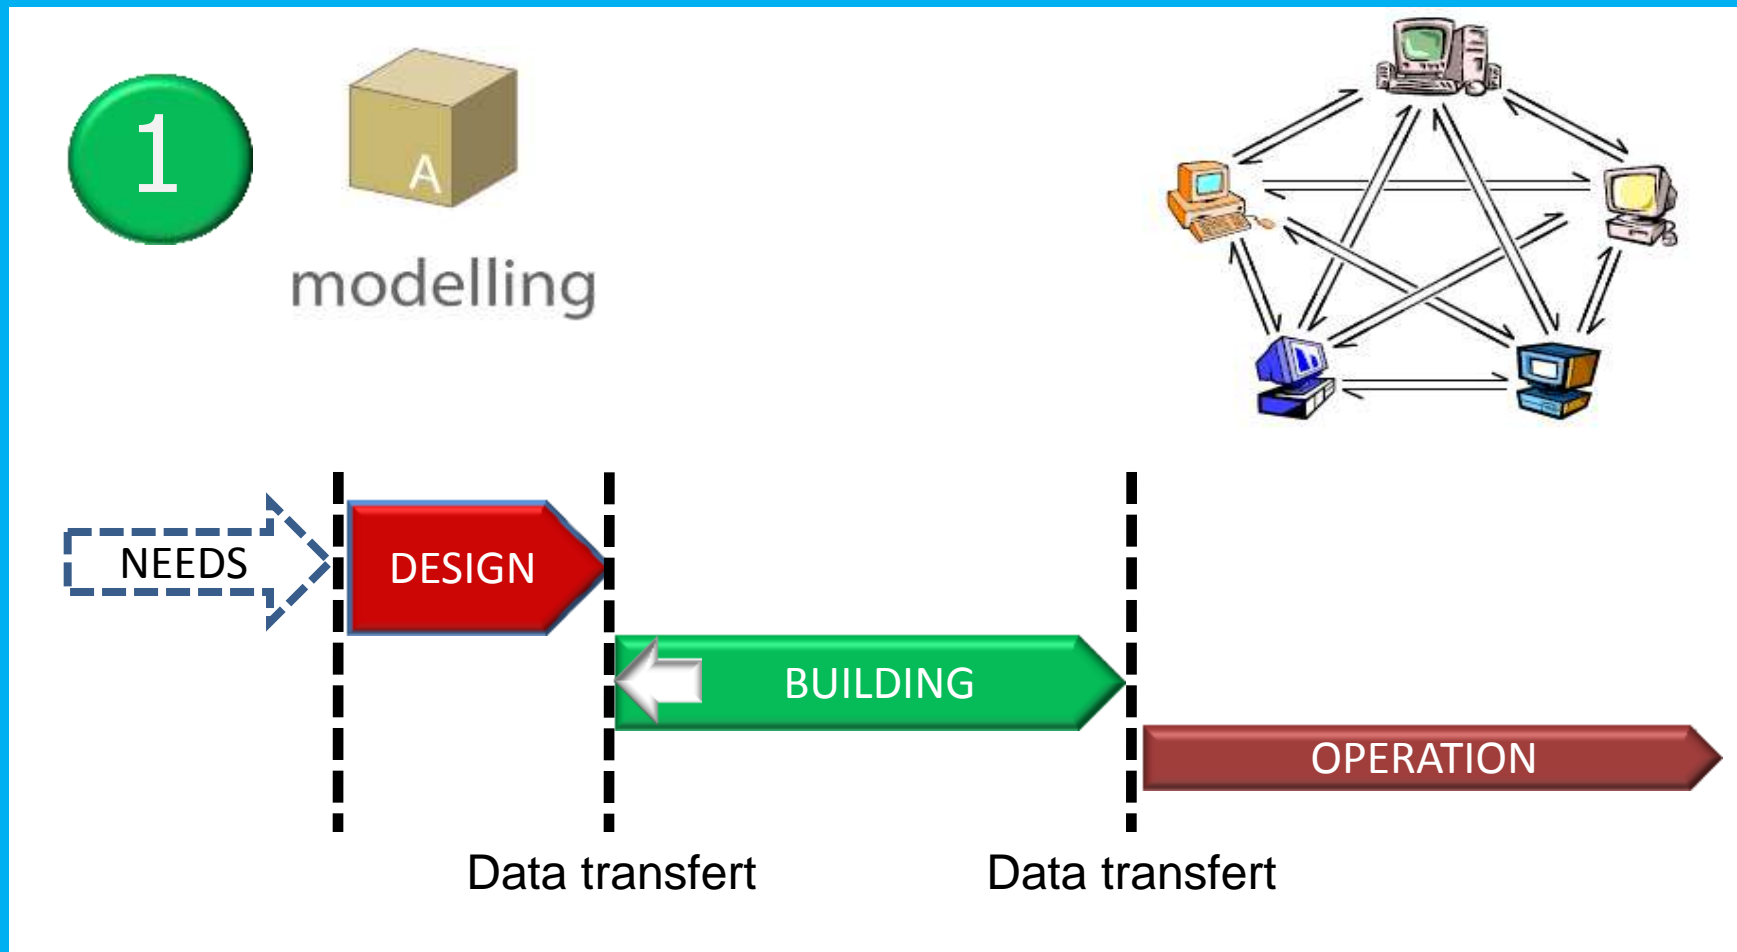 1
A
modelling
NEEDS
DESIGN
BUILDING
OPERATION
Data transfert
Data transfert